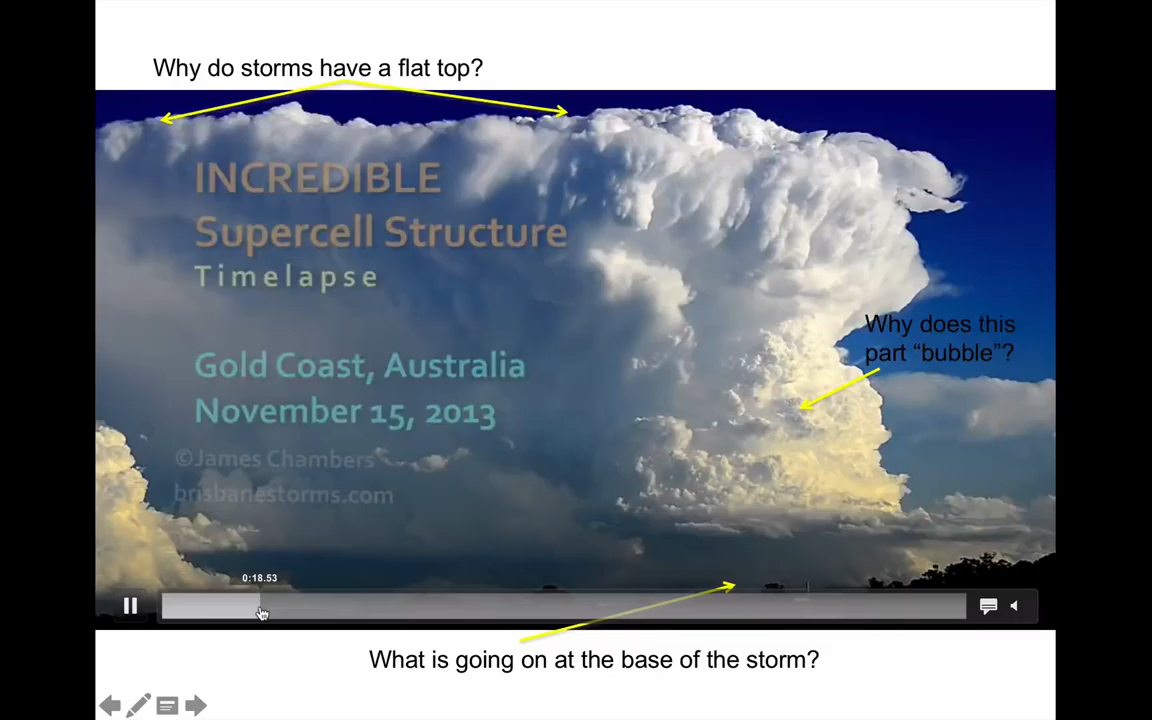 Why do storms have a flat top?
INCREDIBLE
Supercell Structure
Timelapse
Why does this
part “bubble”?
Gold Coast, Australia
November 15, 2013
©James Chambers
brisbanestorms.com
0:18.53
What is going on at the base of the storm?